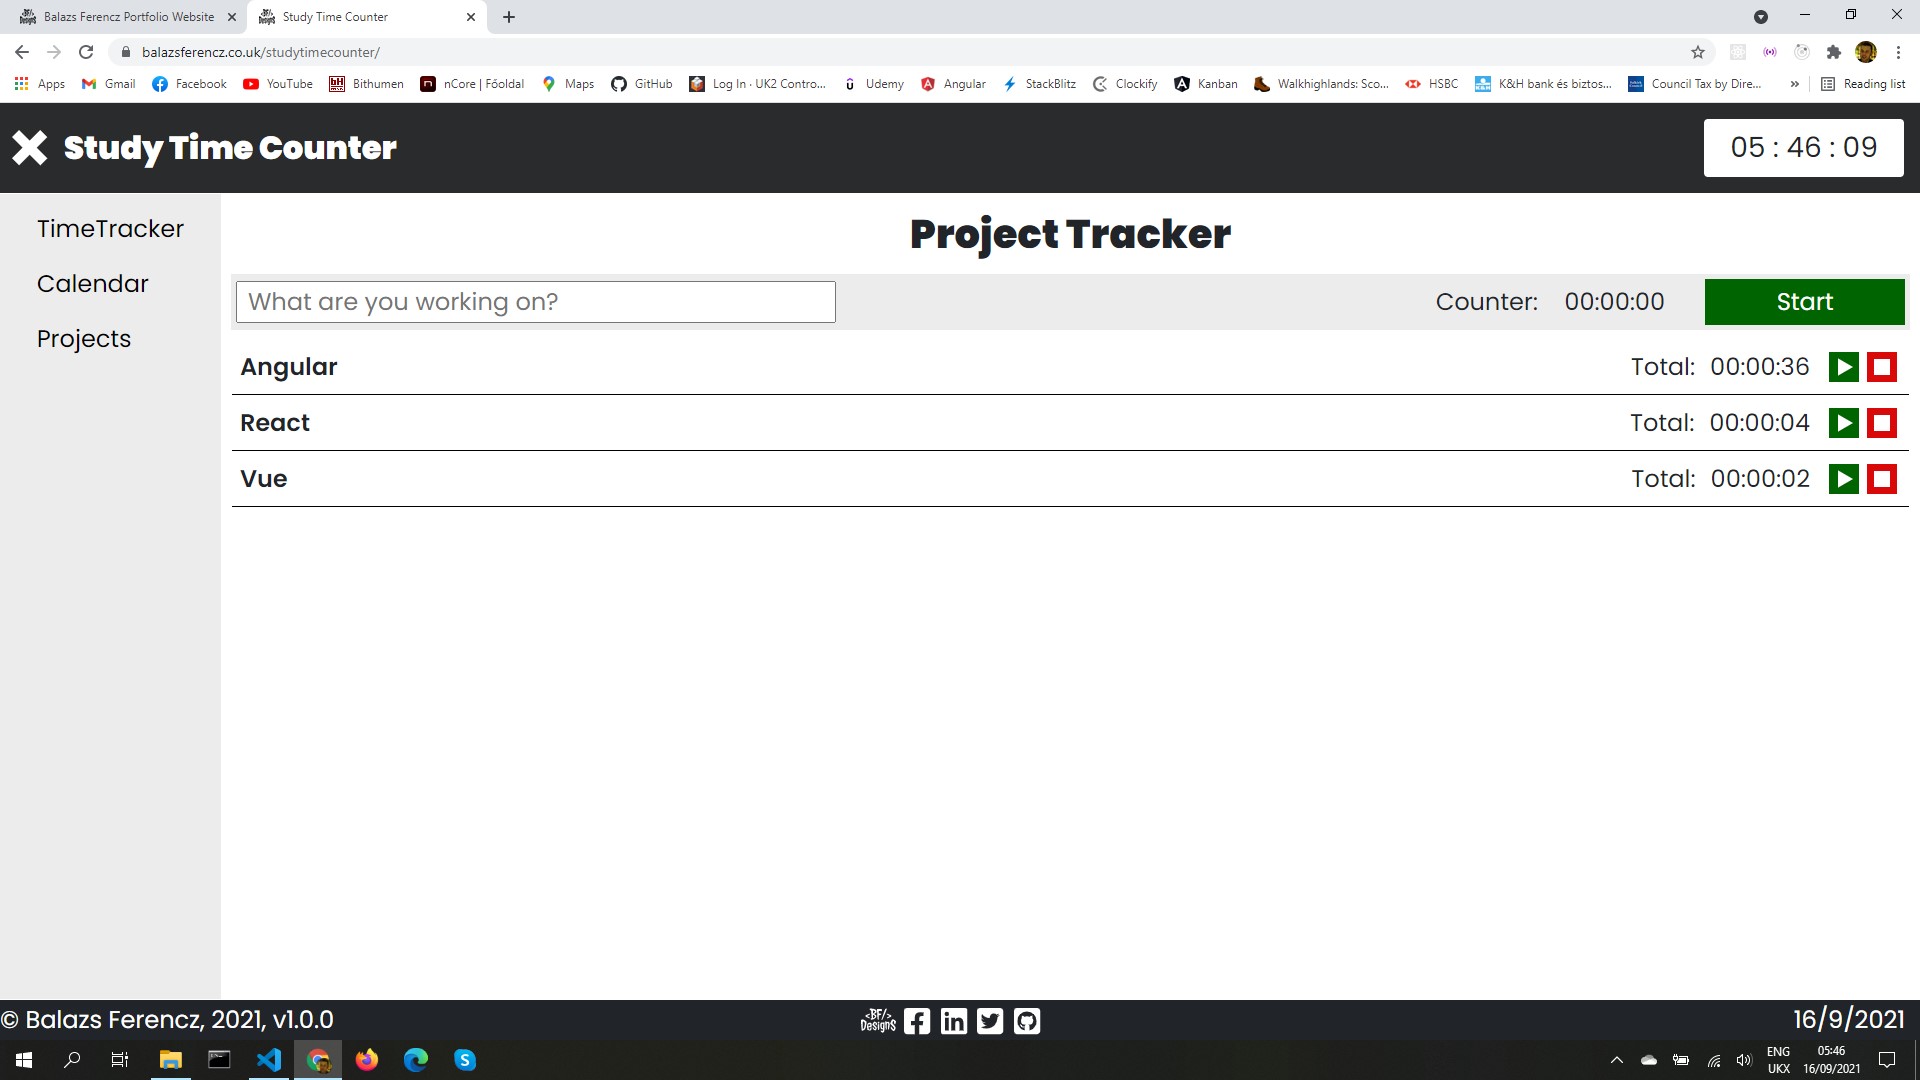 Balazs Ferencz Portfolio Website
Study Time Counter
balazsferencz.co.uk/studytimecounter/
Apps Gmail Facebook YouTube Bithumen nCore | Főoldal Maps GitHub Log In · UK2 Contro... Udemy Angular StackBlitz Clockify Kanban Walkhighlands: Sco... HSBC K&H bank és biztos... Council Tax by Dire... » Reading list
Study Time Counter
05 : 46 : 09
TimeTracker
Calendar
Projects
Project Tracker
What are you working on?
Counter: 00:00:00
Start
Angular Total: 00:00:36
React Total: 00:00:04
Vue Total: 00:00:02
© Balazs Ferencz, 2021, v1.0.0
<BF/>
Designs
16/9/2021
ENG
UKX
05:46
16/09/2021